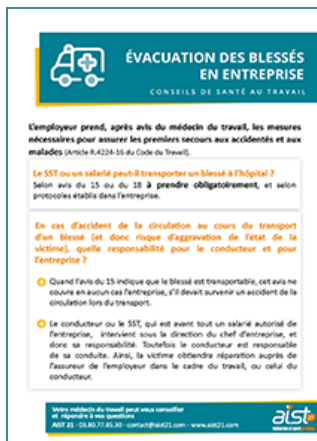 ÉVACUATION DES BLESSÉS
EN ENTREPRISE
CONSEILS DE SANTÉ AU TRAVAIL
L'employeur prend, après avis du médecin du travail, les mesures
nécessaires pour assurer les premiers secours aux accidentés et aux
malades (Article R.4224-16 du Code du Travail).
Le SST ou un salarié peut-il transporter un blessé à l'hôpital ?
Selon avis du 15 ou du 18 à prendre obligatoirement, et selon
protocoles établis dans l'entreprise.
En cas d'accident de la circulation au cours du transport
d'un blessé (et donc risque d'aggravation de l'état de la
victime), quelle responsabilité pour le conducteur et pour
l'entreprise ?
Quand l'avis du 15 indique que le blessé est transportable, cet avis ne
couvre en aucun cas l'entreprise, s'il devait survenir un accident de la
circulation lors du transport.
Le conducteur ou le SST, qui est avant tout un salarié autorisé de
l'entreprise, intervient sous la direction du chef d'entreprise, et
donc sa responsabilité. Toutefois le conducteur est responsable
de sa conduite. Ainsi, la victime obtiendra réparation auprès de
l'assureur de l'employeur dans le cadre du travail, ou celui du
conducteur.
Votre médecin du travail peut vous conseiller
et répondre à vos questions
AIST 21 - 03.80.77.85.30 - contact@aist21.com - www.aist21.com
aist